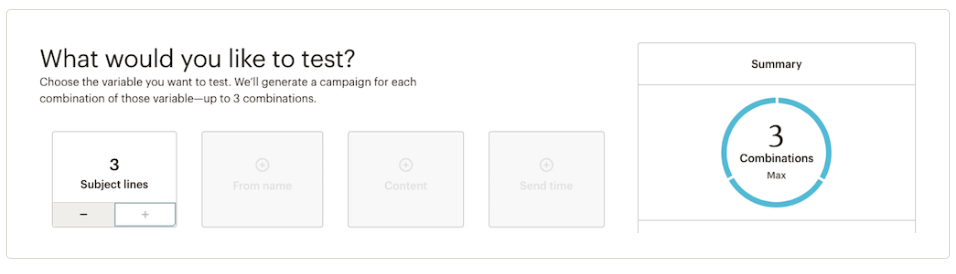 What would you like to test?
Choose the variable you want to test. We'll generate a campaign for each
combination of those variable—up to 3 combinations.
3
Subject lines
−
+
From name
Content
Send time
Summary
3
Combinations
Max